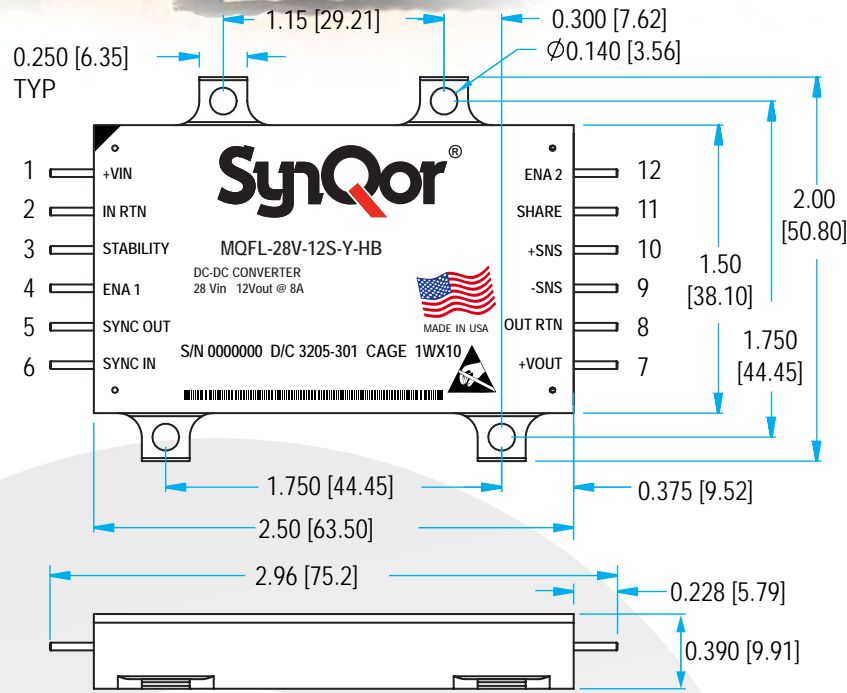 1.15 [29.21]
0.300 [7.62]
0.250 [6.35]
TYP
Ø0.140 [3.56]
SynQor®
1 +VIN
ENA 2 12
2 IN RTN
SHARE 11
3 STABILITY
MQFL-28V-12S-Y-HB
+SNS 10
DC-DC CONVERTER
28 Vin 12Vout @ 8A
4 ENA 1
-SNS 9
MADE IN USA
5 SYNC OUT
OUT RTN 8
S/N 0000000 D/C 3205-301 CAGE 1WX10
6 SYNC IN
+VOUT 7
2.00
[50.80]
1.50
[38.10]
1.750
[44.45]
1.750 [44.45]
0.375 [9.52]
2.50 [63.50]
2.96 [75.2]
0.228 [5.79]
0.390 [9.91]